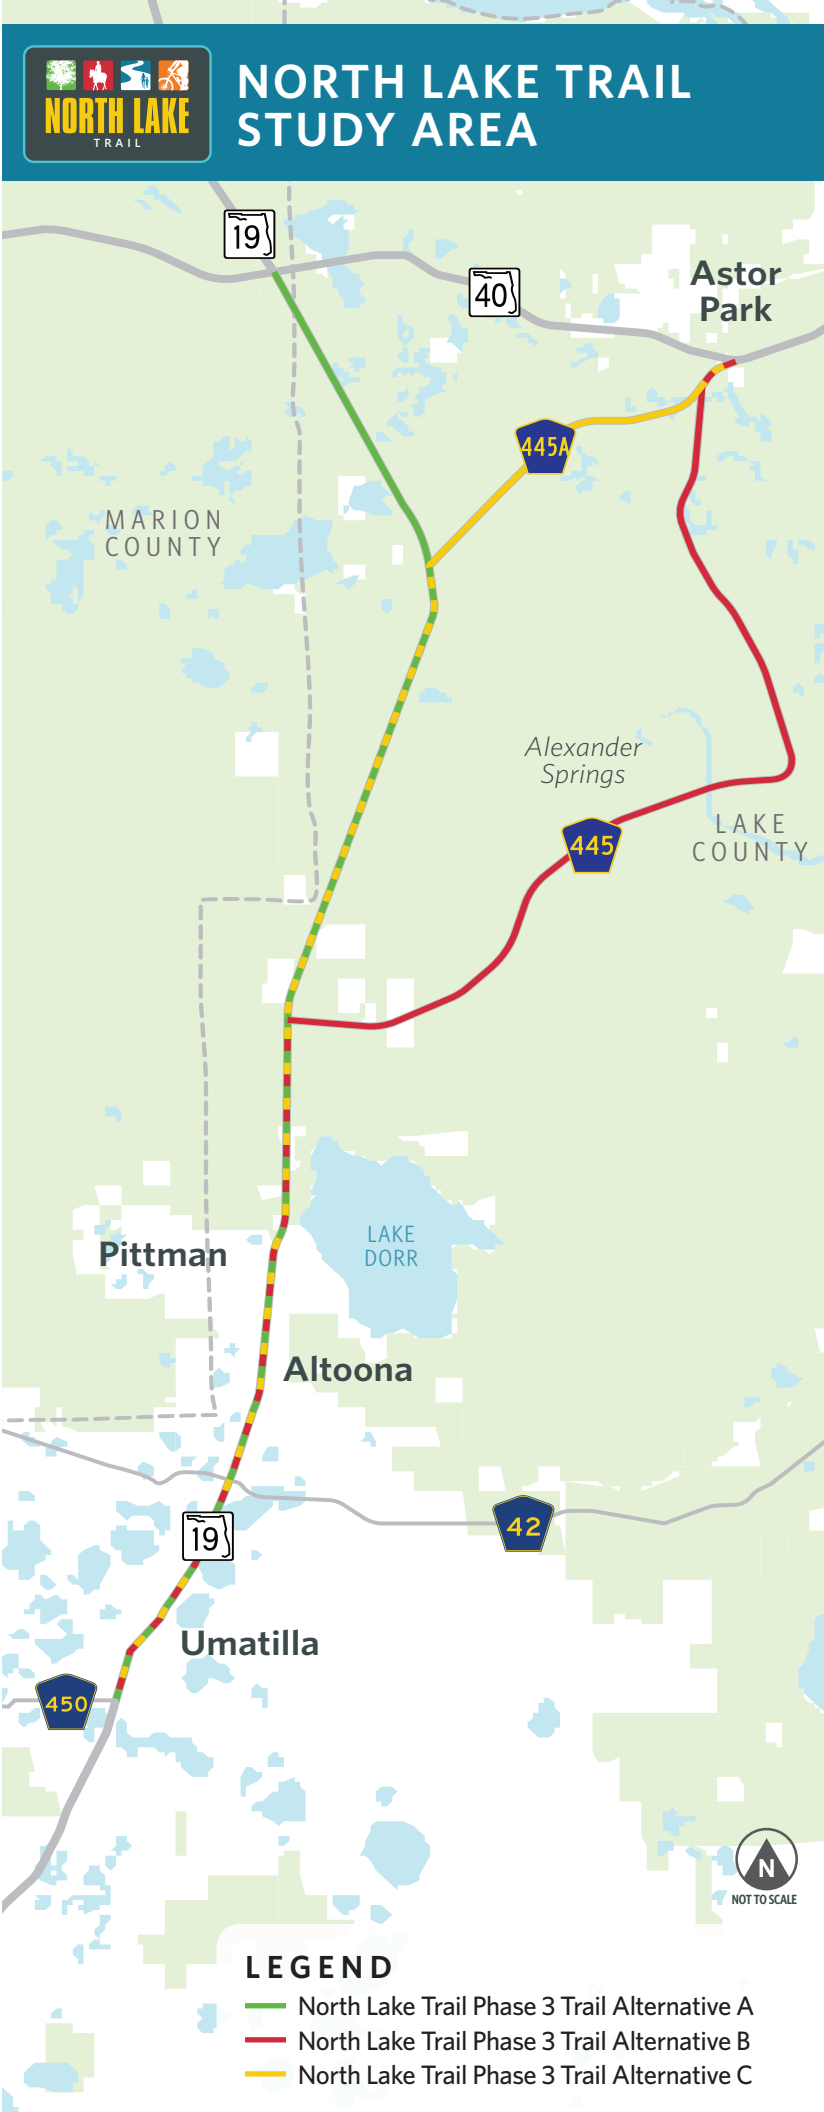 NORTH LAKE
TRAIL
NORTH LAKE TRAIL
STUDY AREA
19
40
Astor
Park
445A
MARION
COUNTY
Alexander
Springs
445
LAKE
COUNTY
LAKE
DORR
Pittman
Altoona
42
19
Umatilla
450
N
NOT TO SCALE
LEGEND
North Lake Trail Phase 3 Trail Alternative A
North Lake Trail Phase 3 Trail Alternative B
North Lake Trail Phase 3 Trail Alternative C